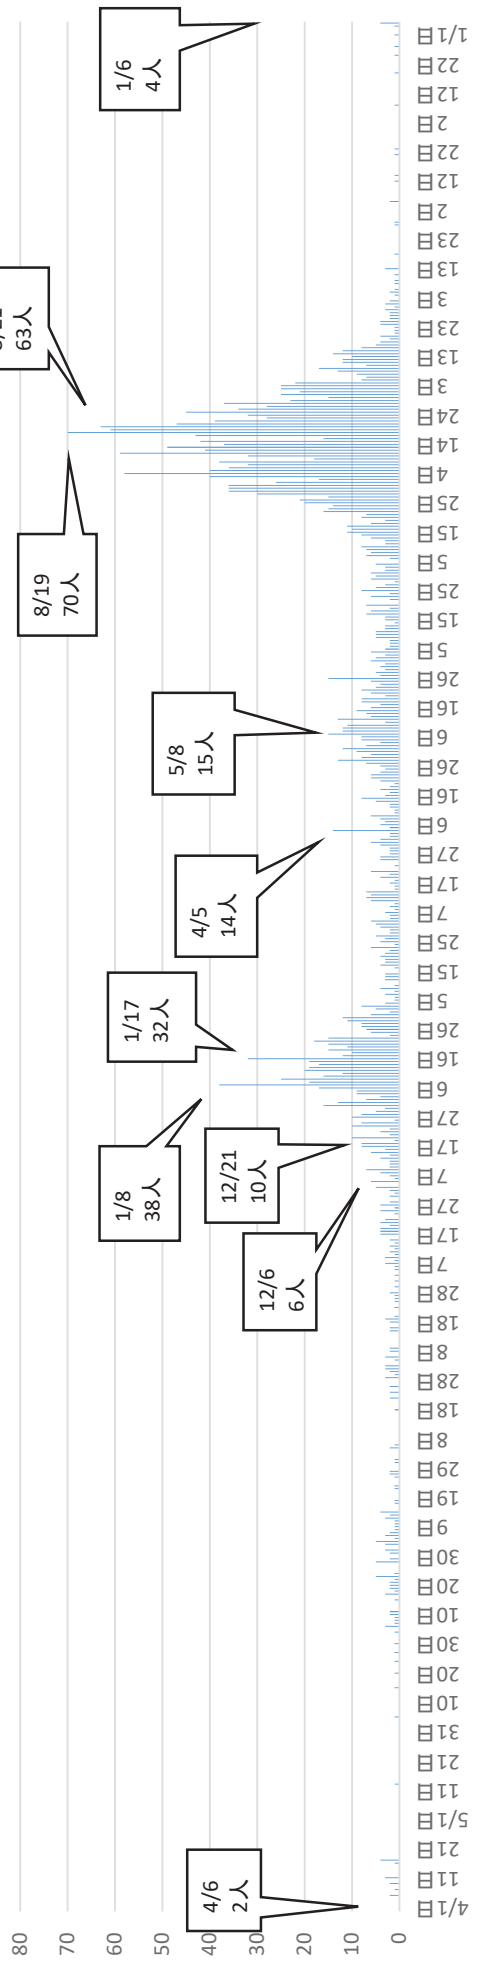 80
70
60
50
40
30
20
10
0
4/6
2人
12/6
6人
12/21
10人
1/8
38人
1/17
32人
4/5
14人
5/8
15人
8/19
70人
63人
1/6
4人
4/1日
11日
21日
5/1日
11日
21日
31日
10日
20日
30日
10日
20日
30日
9日
19日
29日
8日
18日
28日
8日
18日
28日
7日
17日
27日
7日
17日
27日
6日
16日
26日
5日
15日
25日
7日
17日
27日
6日
16日
26日
6日
16日
26日
5日
15日
25日
5日
15日
25日
4日
14日
24日
3日
13日
23日
3日
13日
23日
2日
12日
22日
2日
12日
22日
1/1日